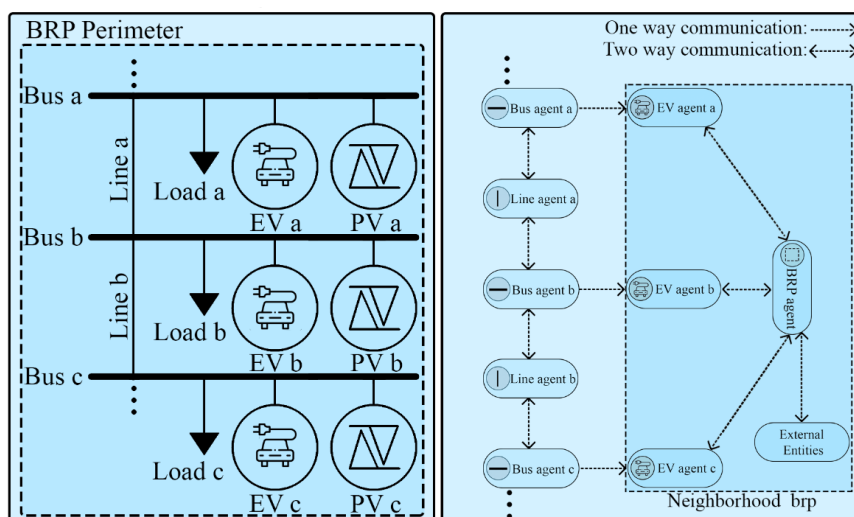 BRP Perimeter
Bus a
Line a
Load a
EV a
PV a
Bus b
Line b
Load b
EV b
PV b
Bus c
Load c
EV c
PV c
One way communication:
Two way communication:
Bus agent a
EV agent a
Line agent a
BRP agent
Bus agent b
EV agent b
Line agent b
External
Entities
Bus agent c
EV agent c
Neighborhood brp